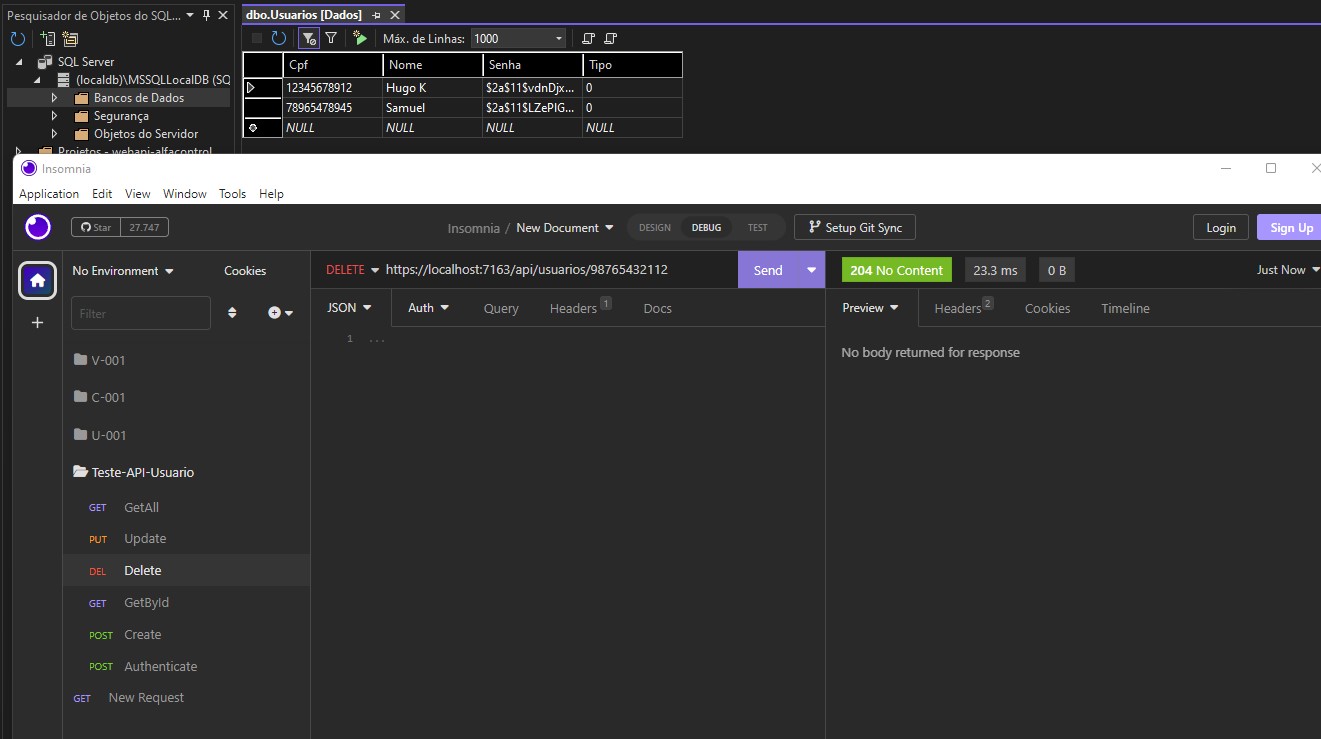 Pesquisador de Objetos do SQL...
dbo.Usuarios [Dados]
Máx. de Linhas: 1000
SQL Server
(localdb)\MSSQLLocalDB (SQ
Bancos de Dados
Segurança
Objetos do Servidor
Projetos - webapi-alfacontrol
Cpf Nome Senha Tipo
12345678912 Hugo K $2a$11$vdnDjx... 0
78965478945 Samuel $2a$11$LZePIG... 0
NULL NULL NULL NULL
Insomnia
Application Edit View Window Tools Help
Star 27.747
Insomnia / New Document
DESIGN DEBUG TEST
Setup Git Sync
Login
Sign Up
No Environment
Cookies
Filter
V-001
C-001
U-001
Teste-API-Usuario
GET GetAll
PUT Update
DEL Delete
GET GetById
POST Create
POST Authenticate
GET New Request
DELETE https://localhost:7163/api/usuarios/98765432112
Send
JSON Auth Query Headers 1 Docs
1 ...
204 No Content 23.3 ms 0 B
Just Now
Preview Headers 2 Cookies Timeline
No body returned for response